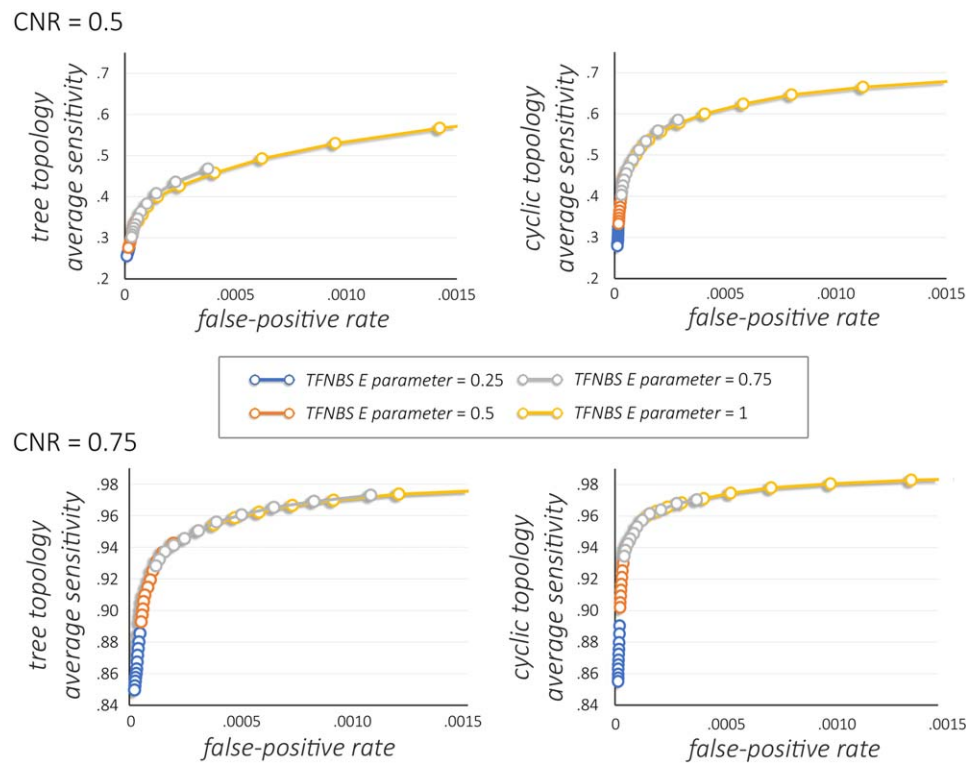 CNR = 0.5
tree topology
average sensitivity
.7
.6
.5
.4
.3
.2
0 .0005 .0010 .0015
false-positive rate
cyclic topology
average sensitivity
.7
.6
.5
.4
.3
.2
0 .0005 .0010 .0015
false-positive rate
TFNBS E parameter = 0.25 TFNBS E parameter = 0.75
TFNBS E parameter = 0.5 TFNBS E parameter = 1
CNR = 0.75
tree topology
average sensitivity
.98
.96
.94
.92
.90
.88
.86
.84
0 .0005 .0010 .0015
false-positive rate
cyclic topology
average sensitivity
.98
.96
.94
.92
.90
.88
.86
.84
0 .0005 .0010 .0015
false-positive rate